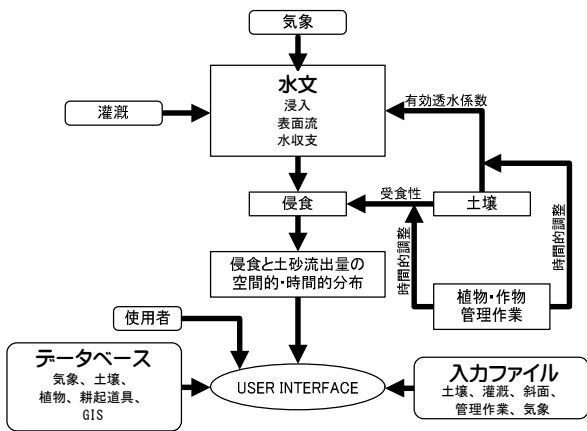 気象
水文
浸入
表面流
水収支
灌漑
有効透水係数
侵食
受食性
土壌
時間的調整
時間的調整
侵食と土砂流出量の
空間的・時間的分布
植物・作物
管理作業
使用者
データベース
気象、土壌、
植物、耕起道具、
GIS
USER INTERFACE
入力ファイル
土壌、灌漑、斜面、
管理作業、気象